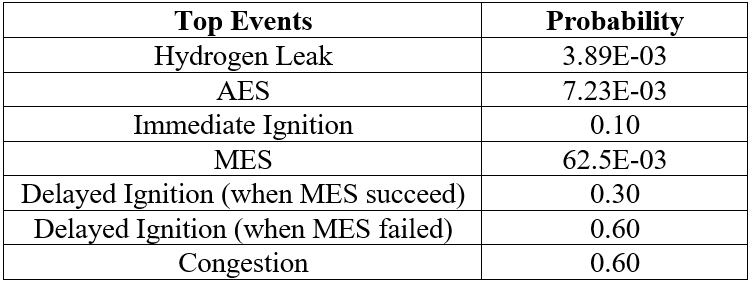 Top Events Probability
Hydrogen Leak 3.89E-03
AES 7.23E-03
Immediate Ignition 0.10
MES 62.5E-03
Delayed Ignition (when MES succeed) 0.30
Delayed Ignition (when MES failed) 0.60
Congestion 0.60